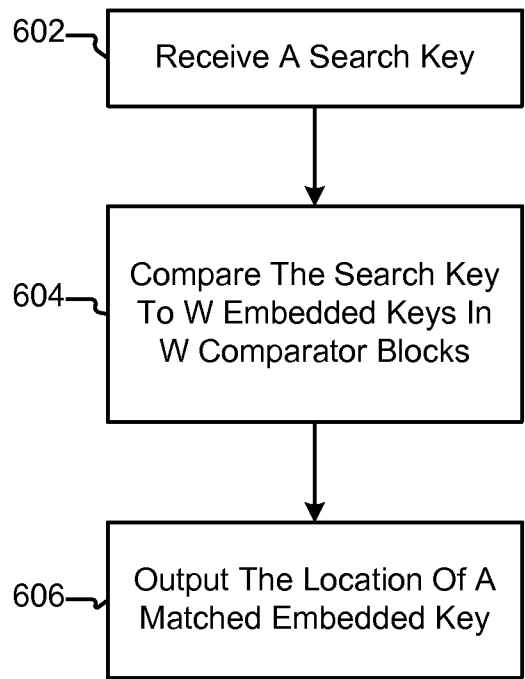 602
Receive A Search Key
604
Compare The Search Key
To W Embedded Keys In
W Comparator Blocks
606
Output The Location Of A
Matched Embedded Key